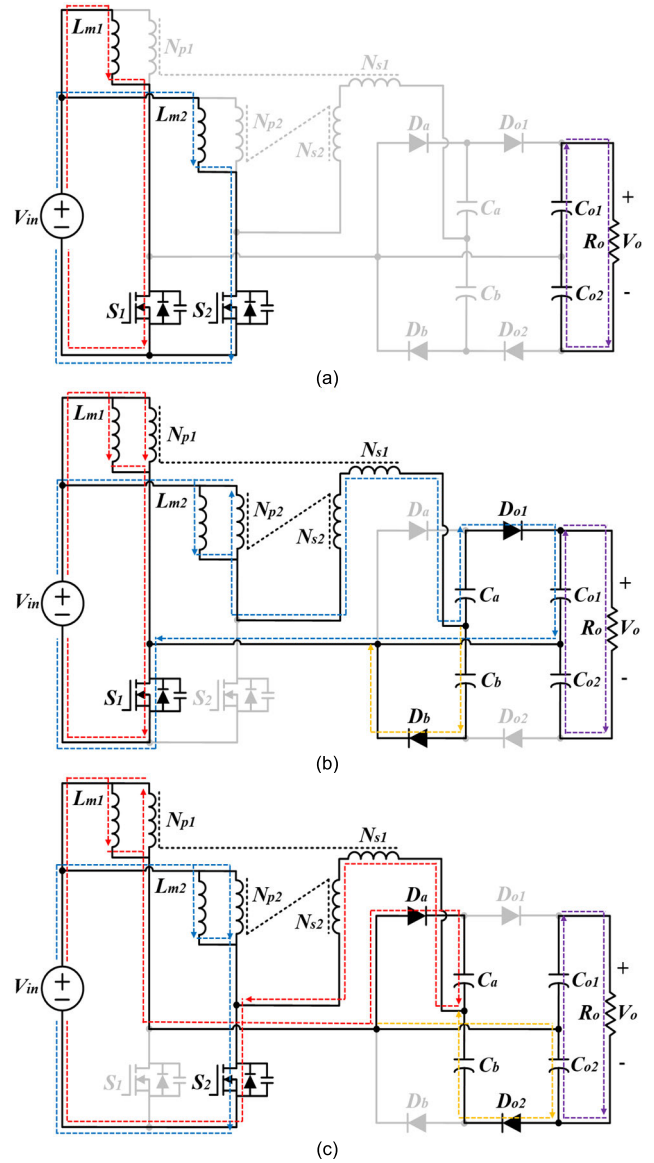 Lm1
Np1
Ns1
Lm2
Np2
Ns2
Da
Do1
Vin
+
−
Ca
Co1
+
Ro
Vo
-
S1
S2
Cb
Co2
Db
Do2
(a)
Lm1
Np1
Ns1
Lm2
Np2
Ns2
Da
Do1
Vin
+
−
Ca
Co1
+
Ro
Vo
-
S1
S2
Cb
Co2
Db
Do2
(b)
Lm1
Np1
Ns1
Lm2
Np2
Ns2
Da
Do1
Vin
+
−
Ca
Co1
+
Ro
Vo
-
S1
S2
Cb
Co2
Db
Do2
(c)